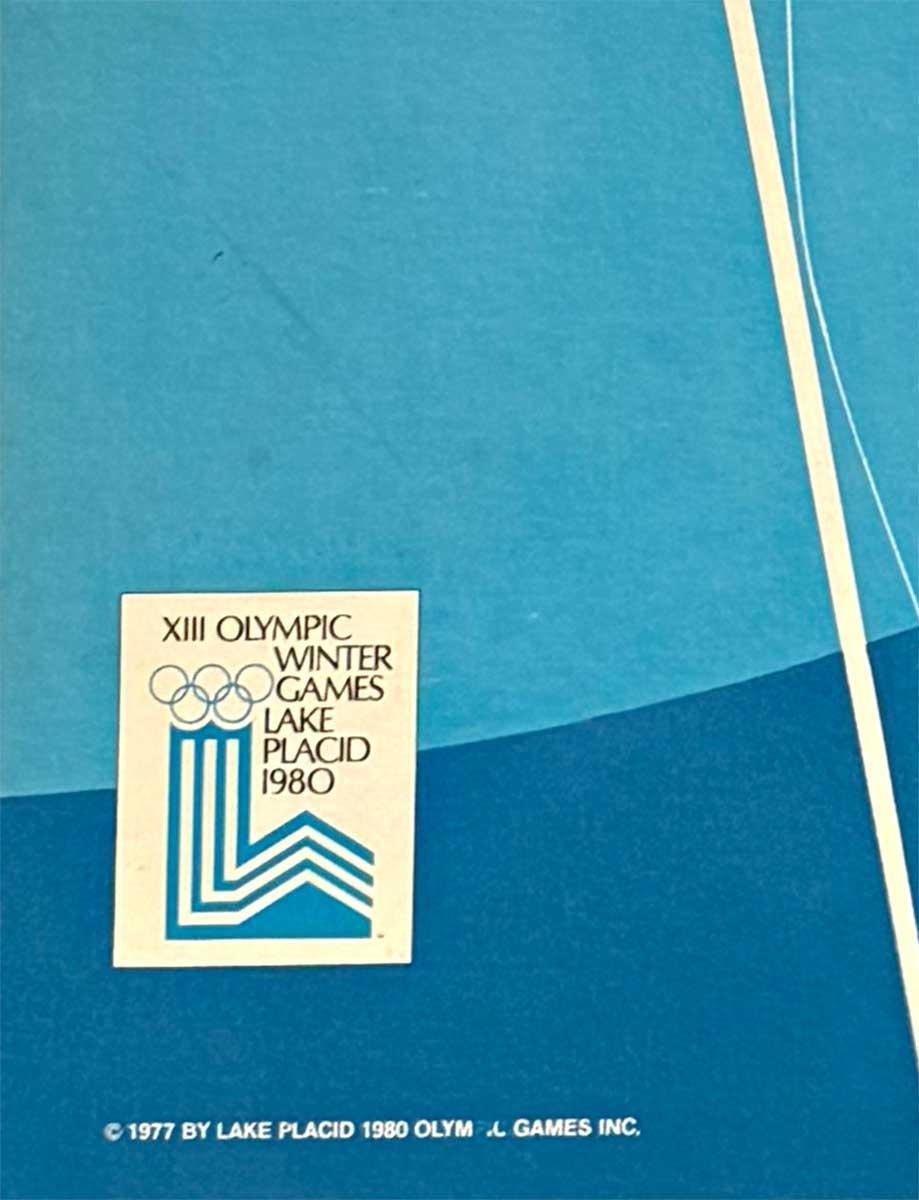 XIII OLYMPIC
WINTER
GAMES
LAKE
PLACID
1980
© 1977 BY LAKE PLACID 1980 GAMES INC.